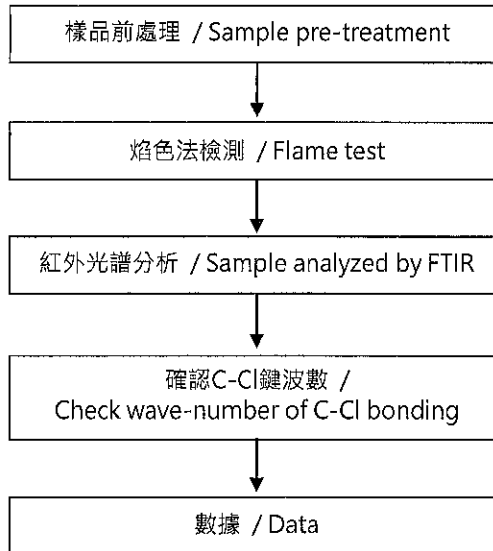 樣品前處理 / Sample pre-treatment
焰色法檢測 / Flame test
紅外光譜分析 / Sample analyzed by FTIR
確認C-Cl鍵波數 /
Check wave-number of C-Cl bonding
數據 / Data